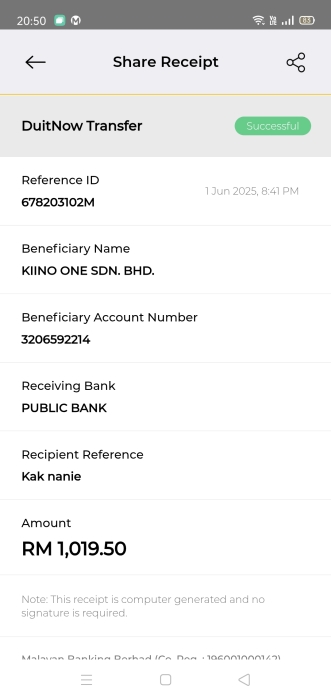 20:50
83
Share Receipt
DuitNow Transfer
Successful
Reference ID
1 Jun 2025, 8:41 PM
678203102M
Beneficiary Name
KIINO ONE SDN. BHD.
Beneficiary Account Number
3206592214
Receiving Bank
PUBLIC BANK
Recipient Reference
Kak nanie
Amount
RM 1,019.50
Note: This receipt is computer generated and no
signature is required.
Malayan Banking Berhad (Co. Reg. : 196001000142)